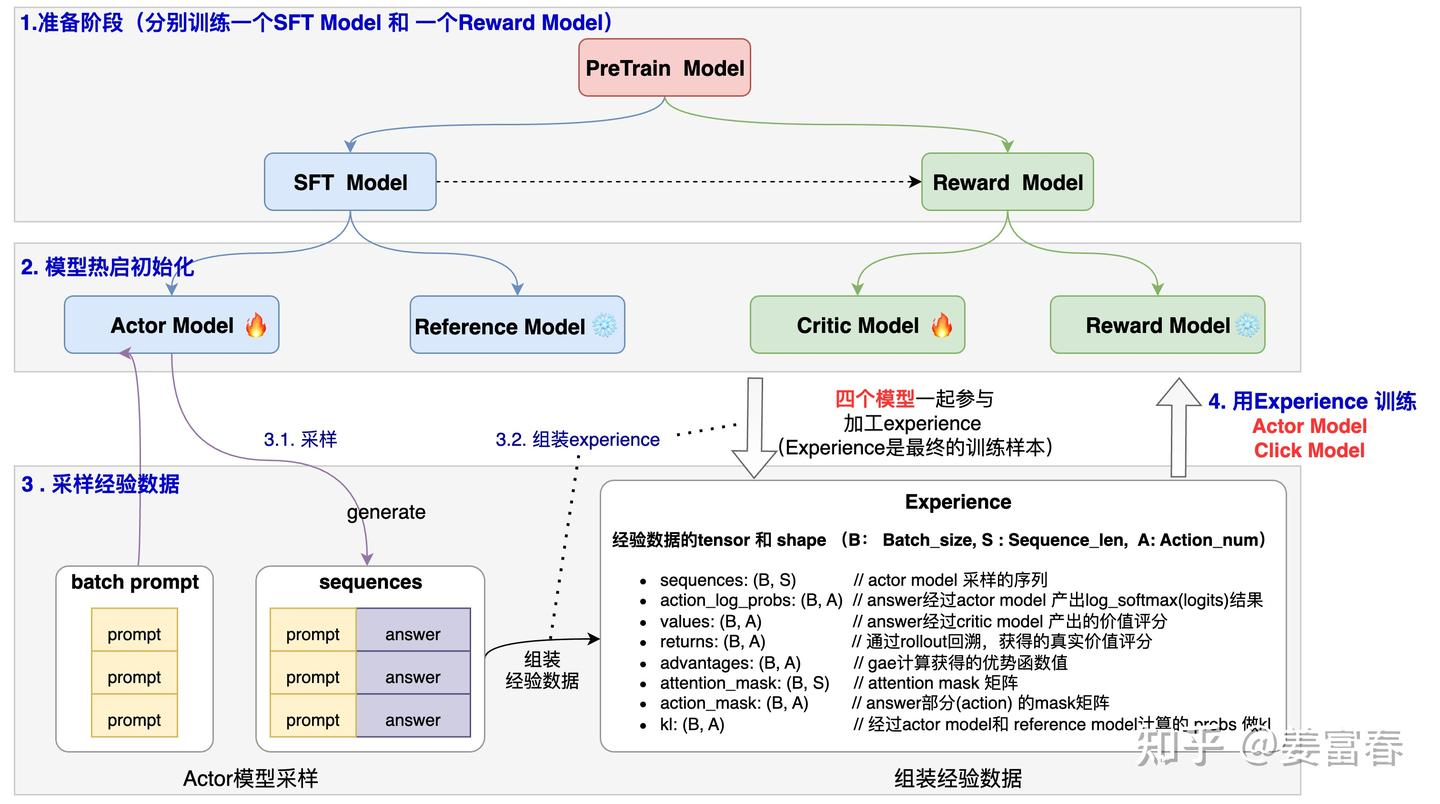 1.准备阶段（分别训练一个SFT Model 和 一个Reward Model）
PreTrain Model
SFT Model
Reward Model
2. 模型热启初始化
Actor Model
Reference Model
Critic Model
Reward Model
四个模型一起参与
加工experience
(Experience是最终的训练样本)
4. 用Experience 训练
Actor Model
Click Model
3.1. 采样
3.2. 组装experience
3 . 采样经验数据
generate
batch prompt
prompt
prompt
prompt
sequences
prompt answer
prompt answer
prompt answer
组装
经验数据
Experience
经验数据的tensor 和 shape （B： Batch_size, S : Sequence_len, A: Action_num）
• sequences: (B, S) // actor model 采样的序列
• action_log_probs: (B, A) // answer经过actor model 产出log_softmax(logits)结果
• values: (B, A) // answer经过critic model 产出的价值评分
• returns: (B, A) // 通过rollout回溯，获得的真实价值评分
• advantages: (B, A) // gae计算获得的优势函数值
• attention_mask: (B, S) // attention mask 矩阵
• action_mask: (B, A) // answer部分(action) 的mask矩阵
• kl: (B, A) // 经过actor model和 reference model计算的 probs 做kl
Actor模型采样
组装经验数据
知乎 @姜富春